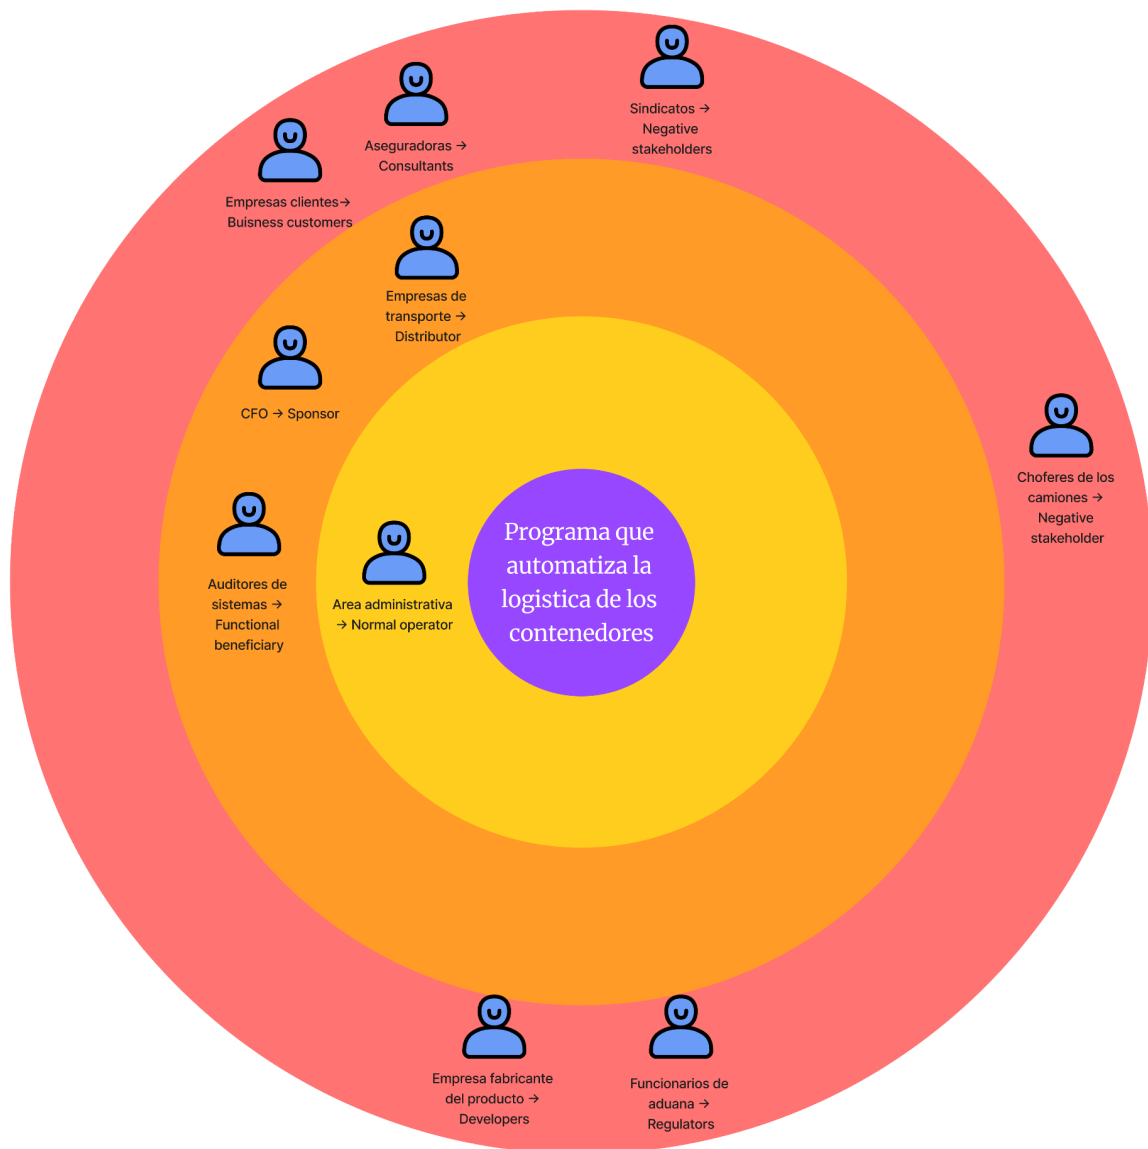 Sindicatos →
Negative
stakeholders
Aseguradoras →
Consultants
Empresas clientes→
Buisness customers
Empresas de
transporte →
Distributor
CFO → Sponsor
Choferes de los
camiones →
Negative
stakeholder
Auditores de
sistemas →
Functional
beneficiary
Area administrativa
→ Normal operator
Programa que
automatiza la
logistica de los
contenedores
Empresa fabricante
del producto →
Developers
Funcionarios de
aduana →
Regulators